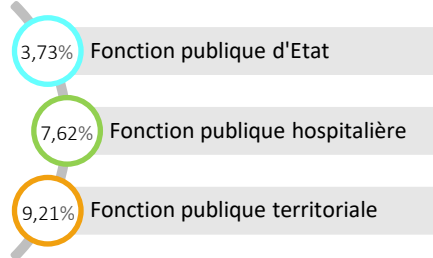 3,73% Fonction publique d'Etat
7,62% Fonction publique hospitalière
9,21% Fonction publique territoriale